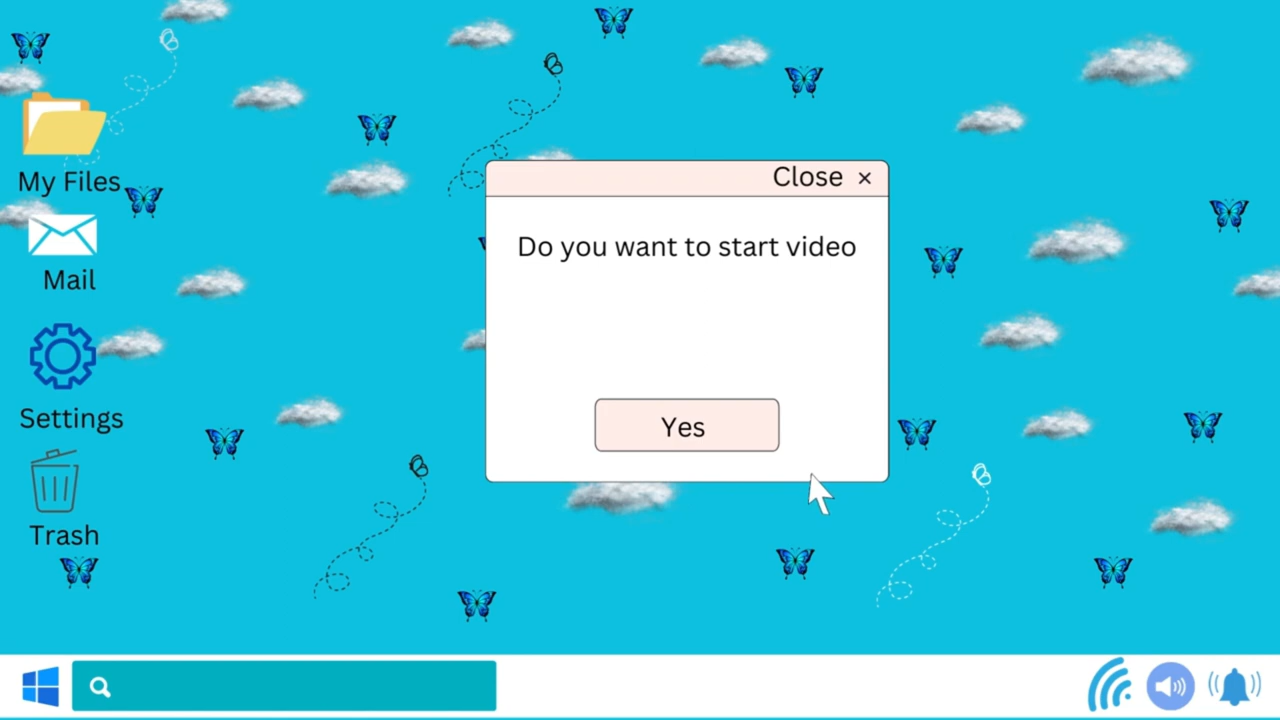 My Files
Mail
Settings
Trash
Close ×
Do you want to start video
Yes